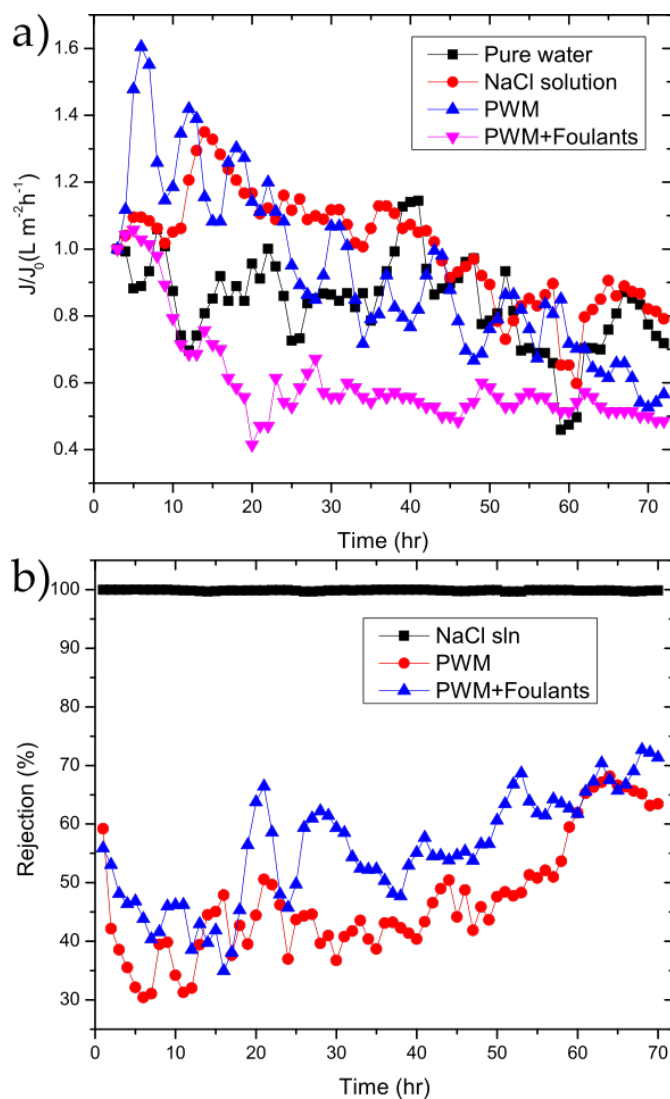 a)
1.6
1.4
1.2
1.0
0.8
0.6
0.4
J/J₀(L m⁻²h⁻¹)
Pure water
NaCl solution
PWM
PWM+Foulants
0 10 20 30 40 50 60 70
Time (hr)
b)
100
90
80
70
60
50
40
30
Rejection (%)
NaCl sln
PWM
PWM+Foulants
0 10 20 30 40 50 60 70
Time (hr)